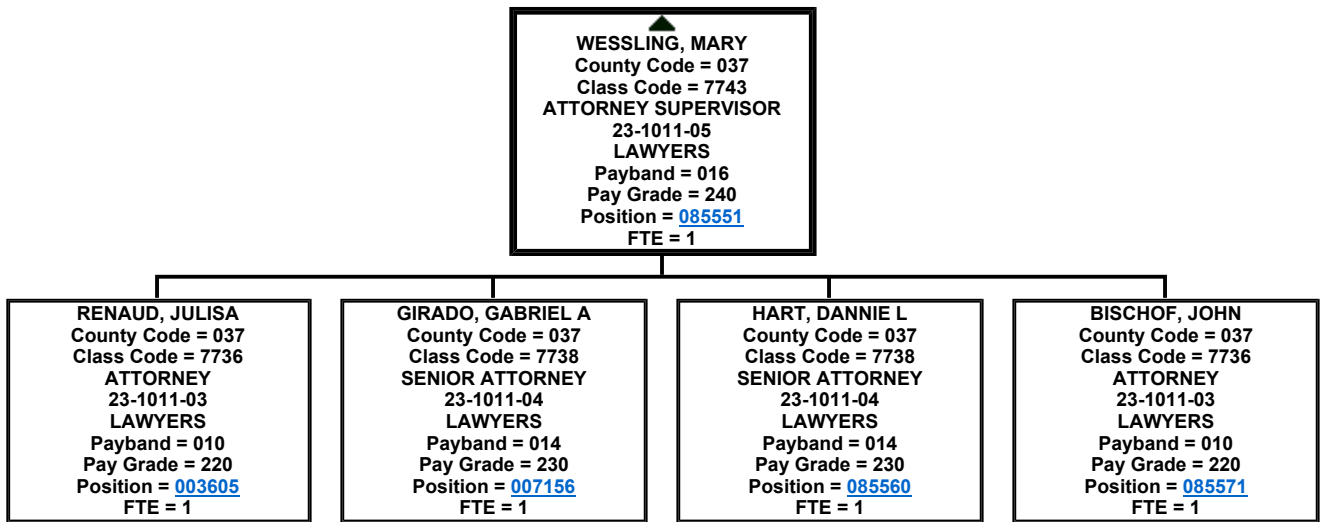 WESSLING, MARY
County Code = 037
Class Code = 7743
ATTORNEY SUPERVISOR
23-1011-05
LAWYERS
Payband = 016
Pay Grade = 240
Position = 085551
FTE = 1
RENAUD, JULISA
County Code = 037
Class Code = 7736
ATTORNEY
23-1011-03
LAWYERS
Payband = 010
Pay Grade = 220
Position = 003605
FTE = 1
GIRADO, GABRIEL A
County Code = 037
Class Code = 7738
SENIOR ATTORNEY
23-1011-04
LAWYERS
Payband = 014
Pay Grade = 230
Position = 007156
FTE = 1
HART, DANNIE L
County Code = 037
Class Code = 7738
SENIOR ATTORNEY
23-1011-04
LAWYERS
Payband = 014
Pay Grade = 230
Position = 085560
FTE = 1
BISCHOF, JOHN
County Code = 037
Class Code = 7736
ATTORNEY
23-1011-03
LAWYERS
Payband = 010
Pay Grade = 220
Position = 085571
FTE = 1